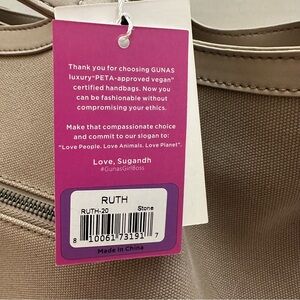 Thank you for choosing GUNAS
luxury*PETA-approved vegan*
certified handbags. Now you
can be fashionable without
compromising your ethics.
Make that compassionate choice
and commit to our slogan to:
"Love People. Love Animals. Love Planet".
Love, Sugandh
#GunasGirlBoss
RUTH
RUTH-20 Stone
8 10061 73191 7
Made in China